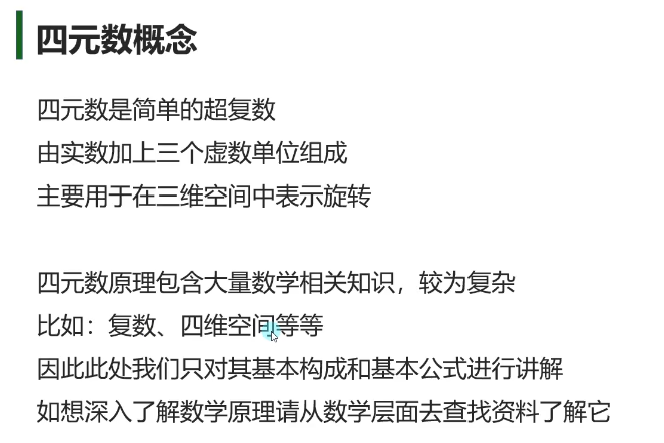 四元数概念
四元数是简单的超复数
由实数加上三个虚数单位组成
主要用于在三维空间中表示旋转
四元数原理包含大量数学相关知识，较为复杂
比如：复数、四维空间等等
因此此处我们只对其基本构成和基本公式进行讲解
如想深入了解数学原理请从数学层面去查找资料了解它